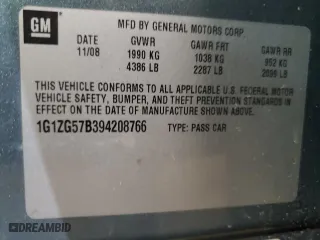 GM
MFD BY GENERAL MOTORS CORP
11/08 GVWR GAWR FRT GAWR RR
1990 KG 1038 KG 952 KG
4386 LB 2287 LB 2099 LB
THIS VEHICLE CONFORMS TO ALL APPLICABLE U.S. FEDERAL MOTOR
VEHICLE SAFETY, BUMPER, AND THEFT PREVENTION STANDARDS
IN EFFECT ON THE DATE OF MANUFACTURE SHOWN ABOVE.
1G1ZG57B394208766 TYPE: PASS CAR
DREAMBID